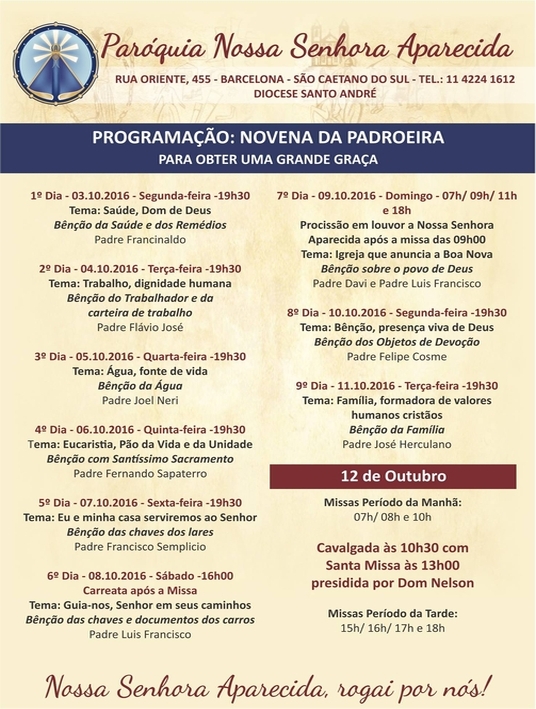 Paróquia Nossa Senhora Aparecida
RUA ORIENTE, 455 - BARCELONA - SÃO CAETANO DO SUL - TEL.: 11 4224 1612
DIOCESE SANTO ANDRÉ
PROGRAMAÇÃO: NOVENA DA PADROEIRA
PARA OBTER UMA GRANDE GRAÇA
1º Dia - 03.10.2016 - Segunda-feira -19h30
Tema: Saúde, Dom de Deus
Bênção da Saúde e dos Remédios
Padre Francinaldo
2º Dia - 04.10.2016 - Terça-feira -19h30
Tema: Trabalho, dignidade humana
Bênção do Trabalhador e da
carteira de trabalho
Padre Flávio José
3º Dia - 05.10.2016 - Quarta-feira -19h30
Tema: Água, fonte de vida
Bênção da Água
Padre Joel Neri
4º Dia - 06.10.2016 - Quinta-feira -19h30
Tema: Eucaristia, Pão da Vida e da Unidade
Bênção com Santíssimo Sacramento
Padre Fernando Sapaterro
5º Dia - 07.10.2016 - Sexta-feira -19h30
Tema: Eu e minha casa serviremos ao Senhor
Bênção das chaves dos lares
Padre Francisco Semplicio
6º Dia - 08.10.2016 - Sábado -16h00
Carreata após a Missa
Tema: Guia-nos, Senhor em seus caminhos
Bênção das chaves e documentos dos carros
Padre Luis Francisco
7º Dia - 09.10.2016 - Domingo - 07h/ 09h/ 11h
e 18h
Procissão em louvor a Nossa Senhora
Aparecida após a missa das 09h00
Tema: Igreja que anuncia a Boa Nova
Bênção sobre o povo de Deus
Padre Davi e Padre Luis Francisco
8º Dia - 10.10.2016 - Segunda-feira -19h30
Tema: Bênção, presença viva de Deus
Bênção dos Objetos de Devoção
Padre Felipe Cosme
9º Dia - 11.10.2016 - Terça-feira -19h30
Tema: Família, formadora de valores
humanos cristãos
Bênção da Família
Padre José Herculano
12 de Outubro
Missas Período da Manhã:
07h/ 08h e 10h
Cavalgada às 10h30 com
Santa Missa às 13h00
presidida por Dom Nelson
Missas Período da Tarde:
15h/ 16h/ 17h e 18h
Nossa Senhora Aparecida, rogai por nós!